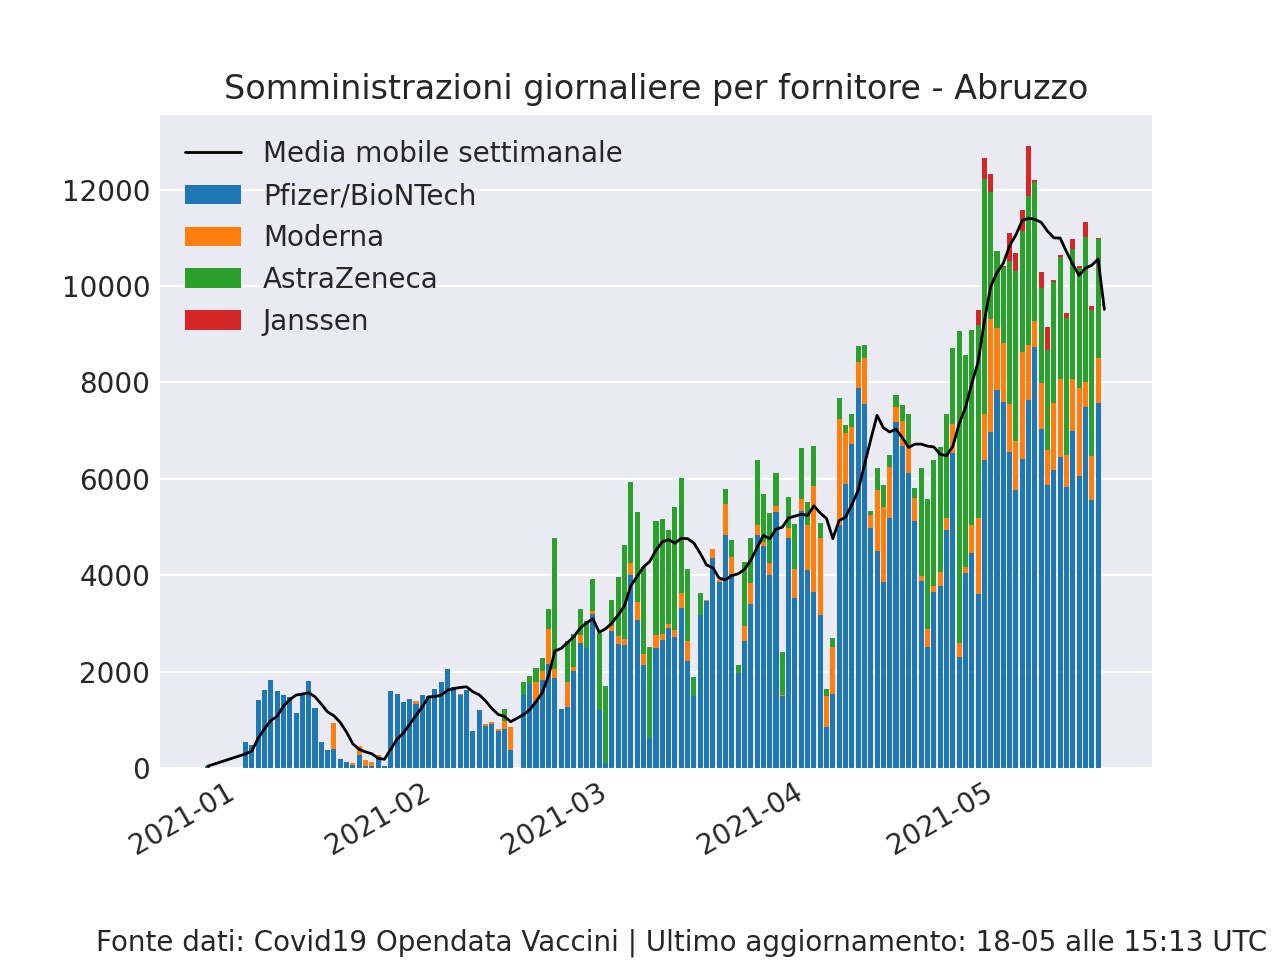 Somministrazioni giornaliere per fornitore - Abruzzo
Media mobile settimanale
Pfizer/BioNTech
Moderna
AstraZeneca
Janssen
12000
10000
8000
6000
4000
2000
0
2021-01
2021-02
2021-03
2021-04
2021-05
Fonte dati: Covid19 Opendata Vaccini | Ultimo aggiornamento: 18-05 alle 15:13 UTC